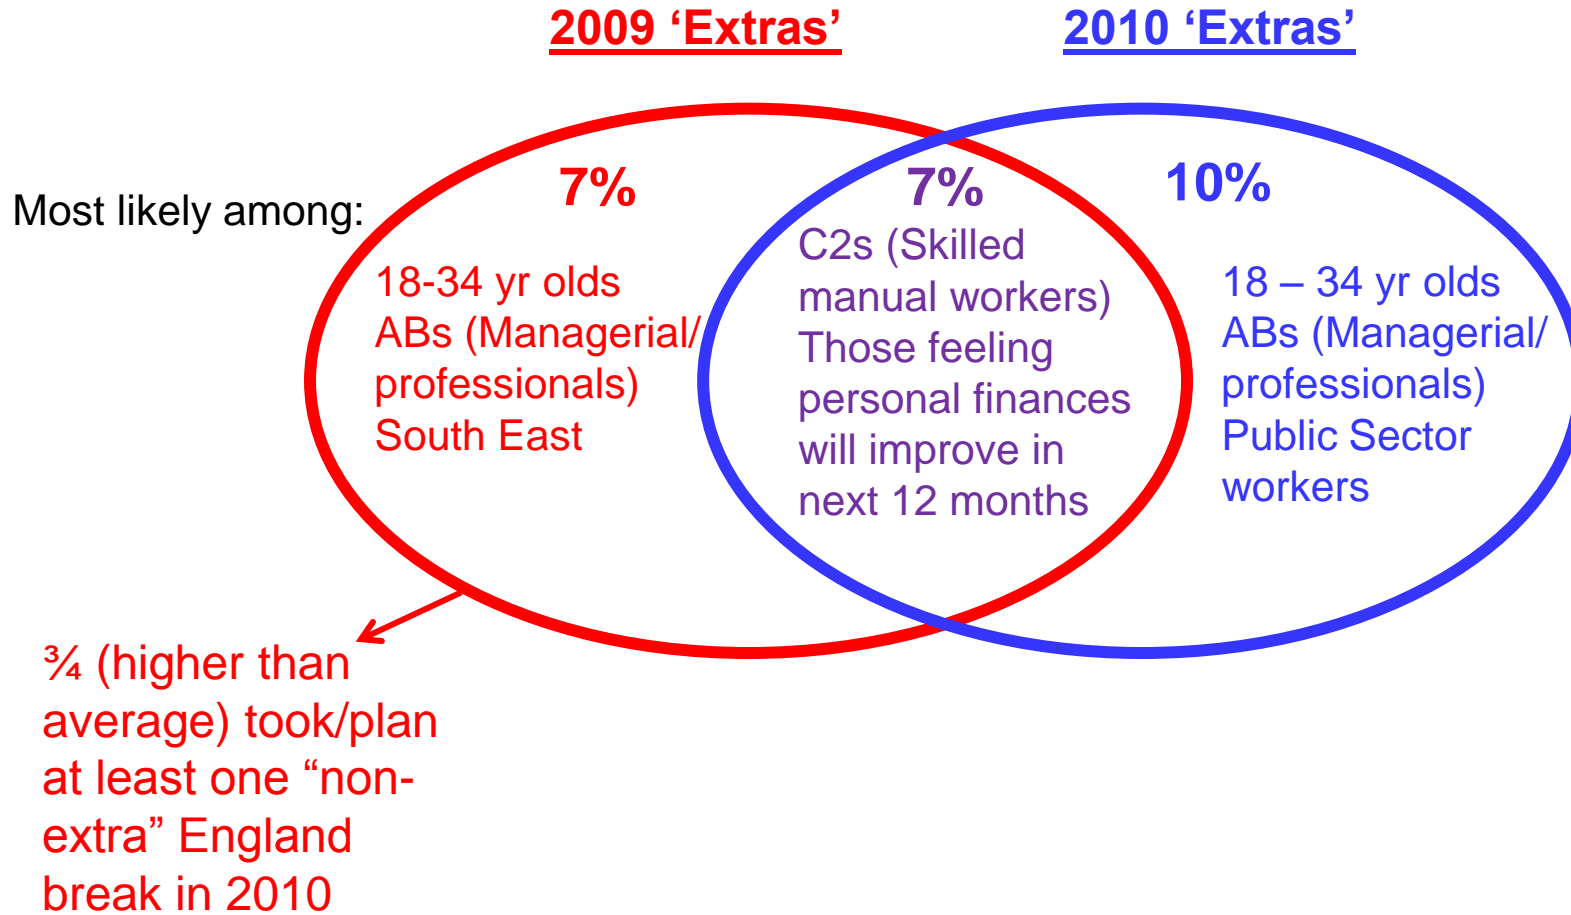 2009 ‘Extras’
2010 ‘Extras’
Most likely among:
7%
18-34 yr olds
ABs (Managerial/
professionals)
South East
7%
C2s (Skilled
manual workers)
Those feeling
personal finances
will improve in
next 12 months
10%
18 – 34 yr olds
ABs (Managerial/
professionals)
Public Sector
workers
¾ (higher than
average) took/plan
at least one “non-
extra” England
break in 2010